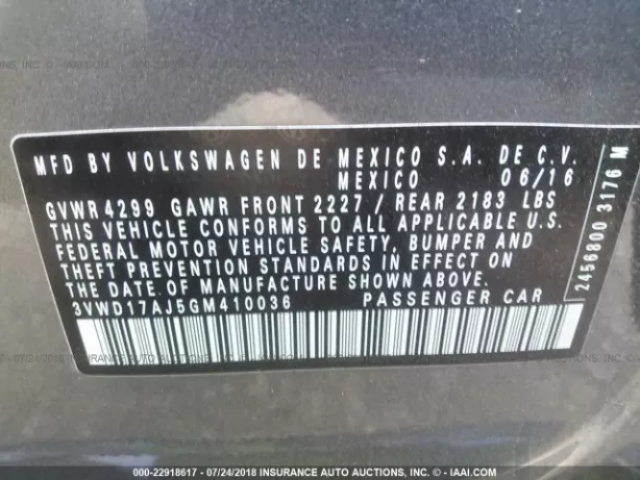 MFD BY VOLKSWAGEN DE MEXICO S.A. DE C.V.
MEXICO 06/16
GVWR 4299 GAWR FRONT 2227 / REAR 2183 LBS
THIS VEHICLE CONFORMS TO ALL APPLICABLE U.S.
FEDERAL MOTOR VEHICLE SAFETY, BUMPER AND
THEFT PREVENTION STANDARDS IN EFFECT ON
THE DATE OF MANUFACTURE SHOWN ABOVE.
3VWD17AJ5GM410036 PASSENGER CAR
2456800 3176 M
000-22918617 - 07/24/2018 INSURANCE AUTO AUCTIONS - © IAAI.COM